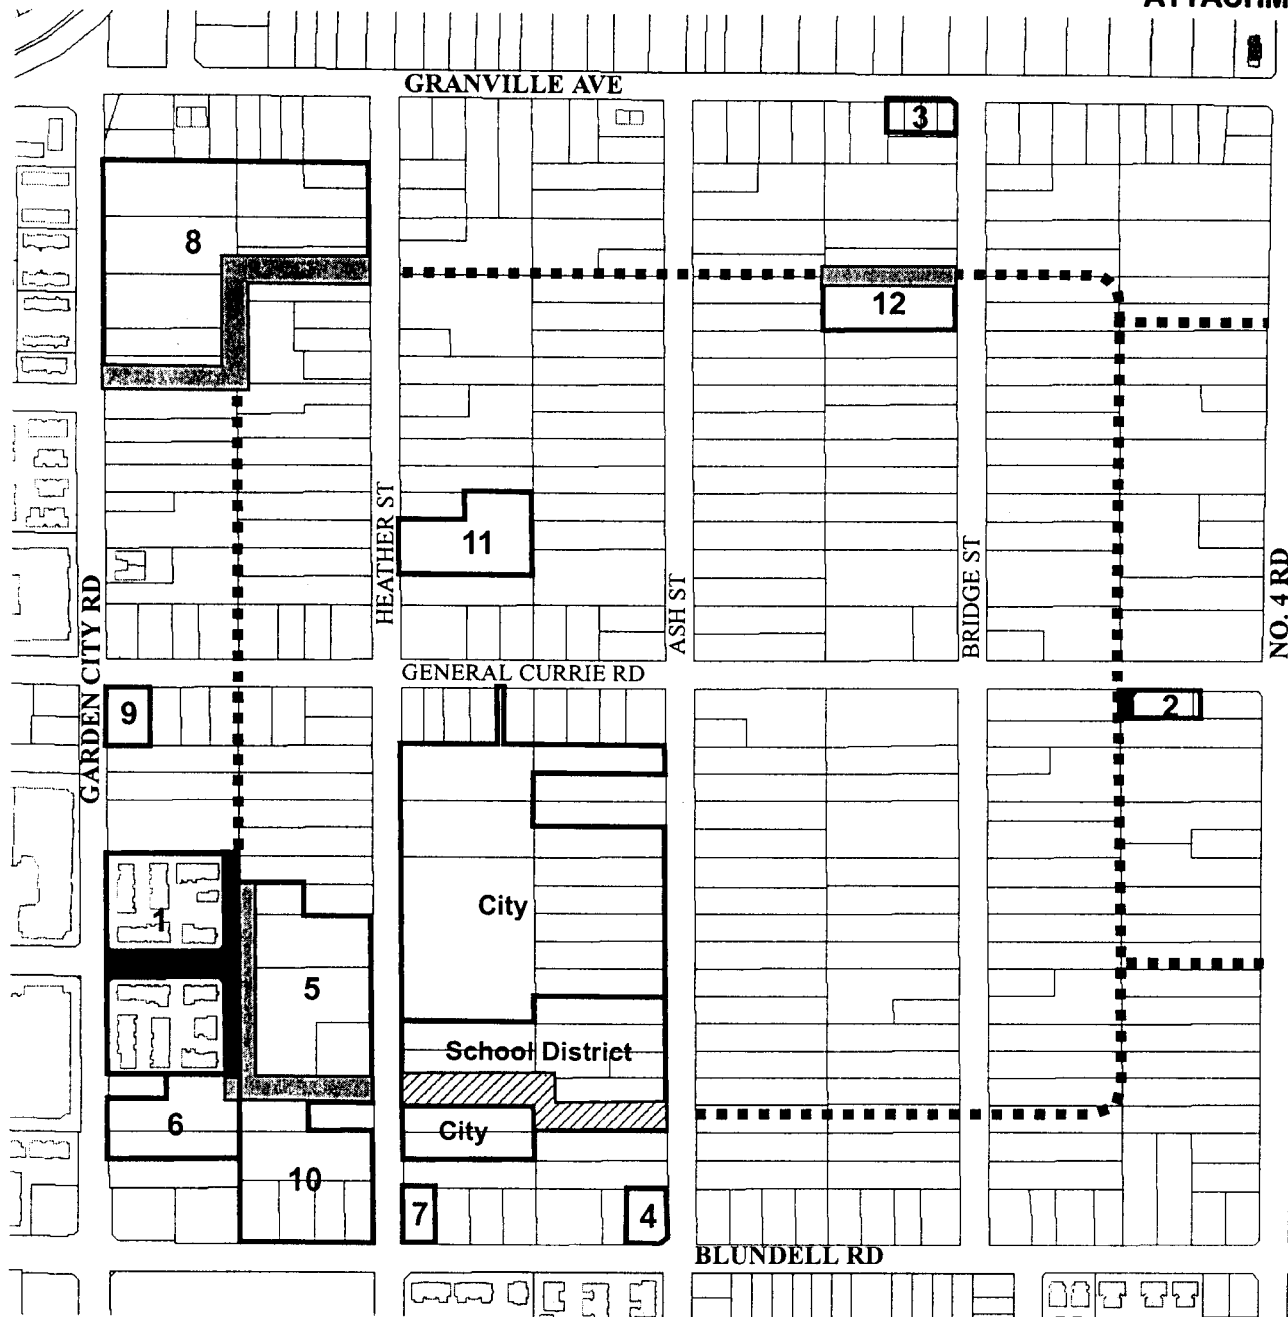 GRANVILLE AVE
3
8
12
HEATHER ST
11
ASH ST
BRIDGE ST
NO. 4 RD
GARDEN CITY RD
GENERAL CURRIE RD
9
2
City
1
5
School District
6
City
10
7
4
BLUNDELL RD